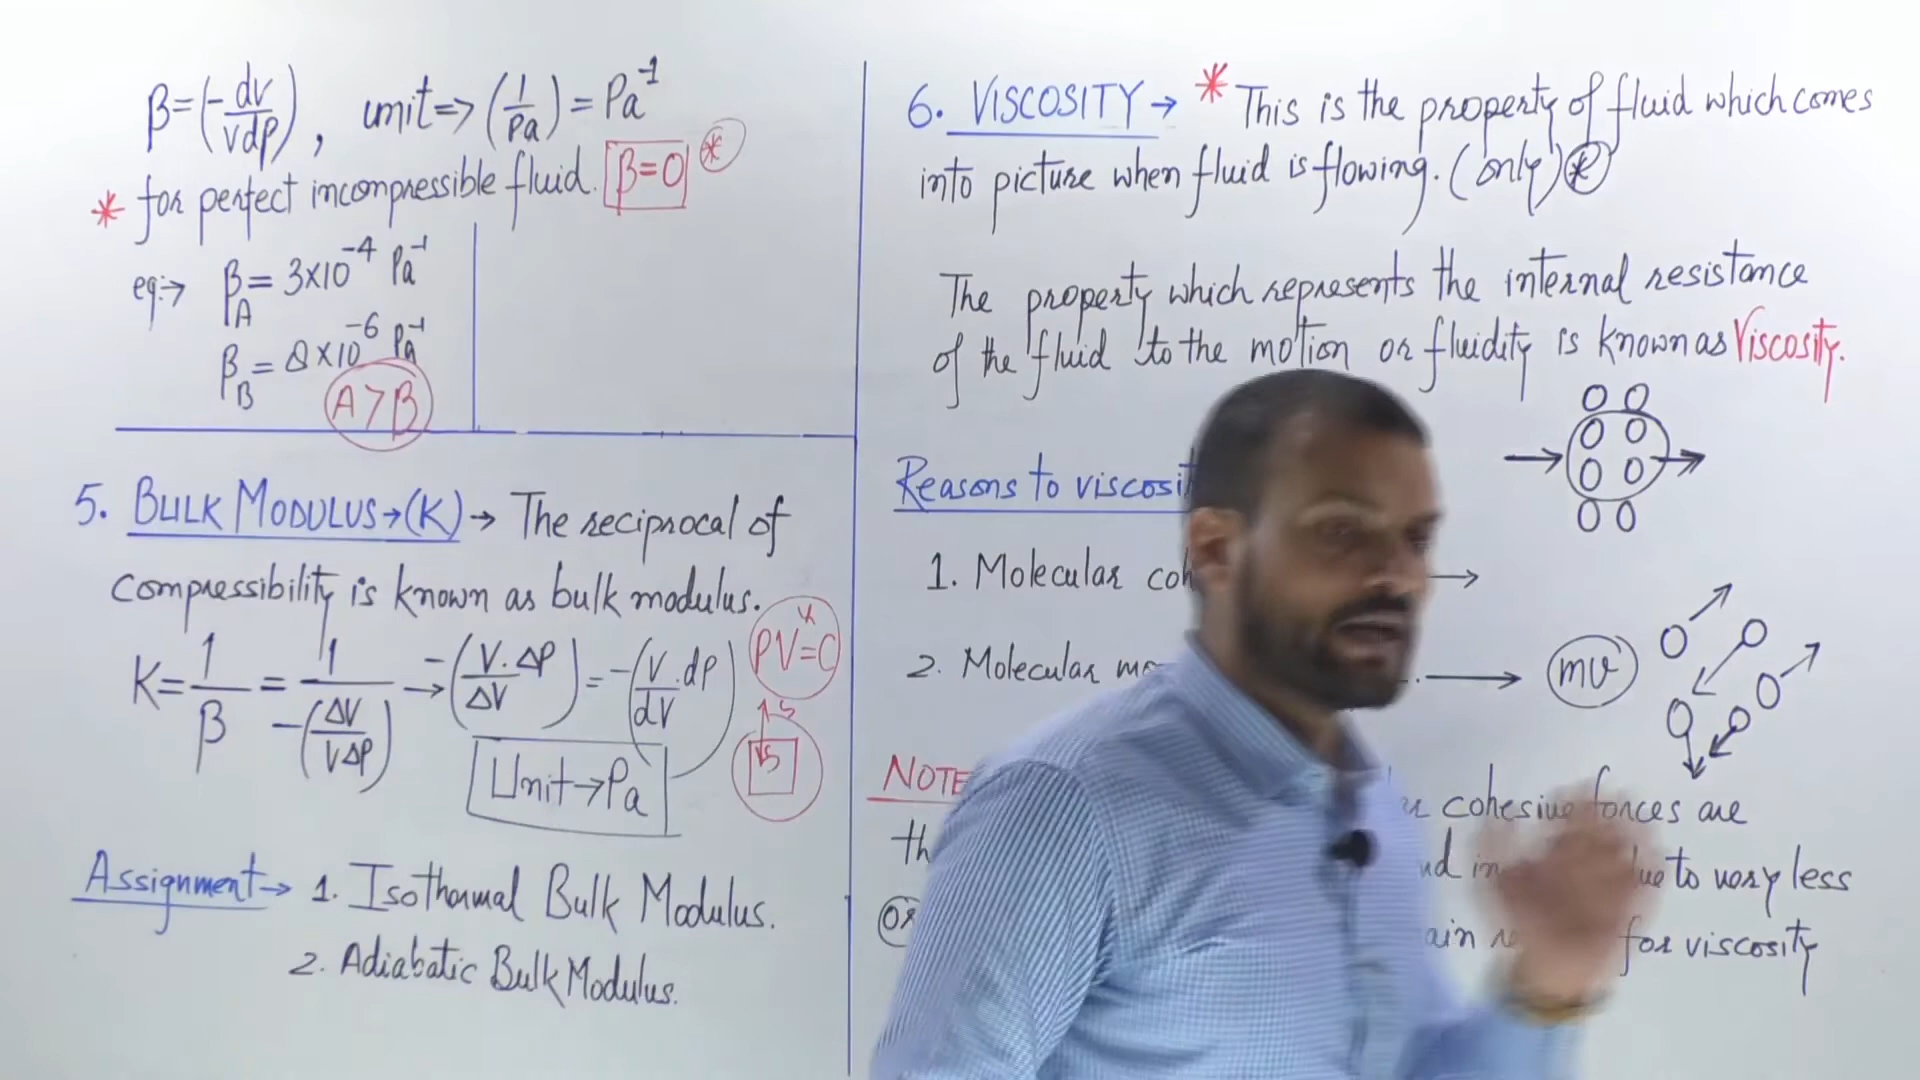 β=(-dv/vdp), unit=>(1/Pa)=Pa⁻¹
* for perfect incompressible fluid. β=0 *
eg:→ β_A=3×10⁻⁴ Pa⁻¹
β_B=8×10⁻⁶ Pa⁻¹
A>B
5. BULK MODULUS→(K)→ The reciprocal of
compressibility is known as bulk modulus.
K=1/β=1/-(ΔV/VΔP)→-(V.ΔP/ΔV)=-(V.dP/dV)
PVˣ=C
Unit→Pa
Assignment→ 1. Isothermal Bulk Modulus.
2. Adiabatic Bulk Modulus.
6. VISCOSITY→ * This is the property of fluid which comes
into picture when fluid is flowing. (only) *
The property which represents the internal resistance
of the fluid to the motion or fluidity is known as Viscosity.
Reasons to
1. Molecular
2. Molecular
mv
NOTE
cohesive forces are
to very less
for viscosity